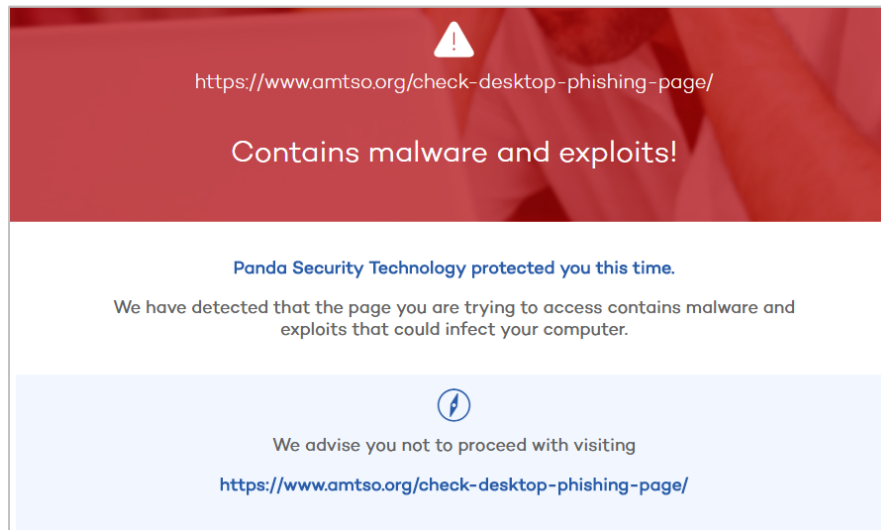 https://www.amtso.org/check-desktop-phishing-page/
Contains malware and exploits!
Panda Security Technology protected you this time.
We have detected that the page you are trying to access contains malware and
exploits that could infect your computer.
We advise you not to proceed with visiting
https://www.amtso.org/check-desktop-phishing-page/